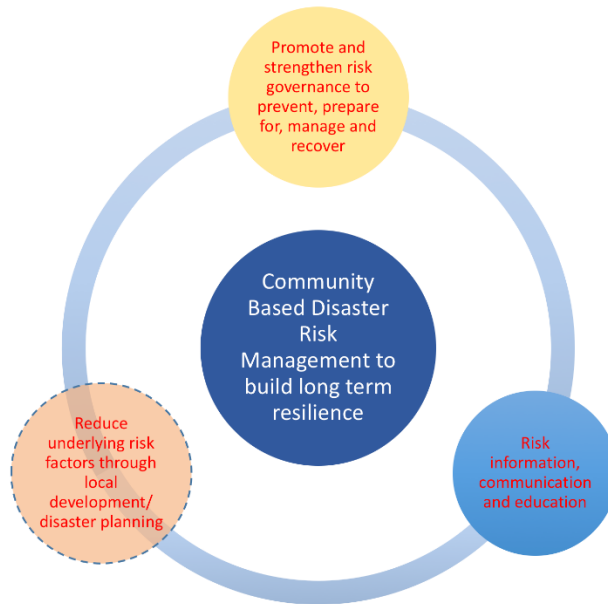 Promote and
strengthen risk
governance to
prevent, prepare
for, manage and
recover
Community
Based Disaster
Risk
Management to
build long term
resilience
Reduce
underlying risk
factors through
local
development/
disaster planning
Risk
information,
communication
and education